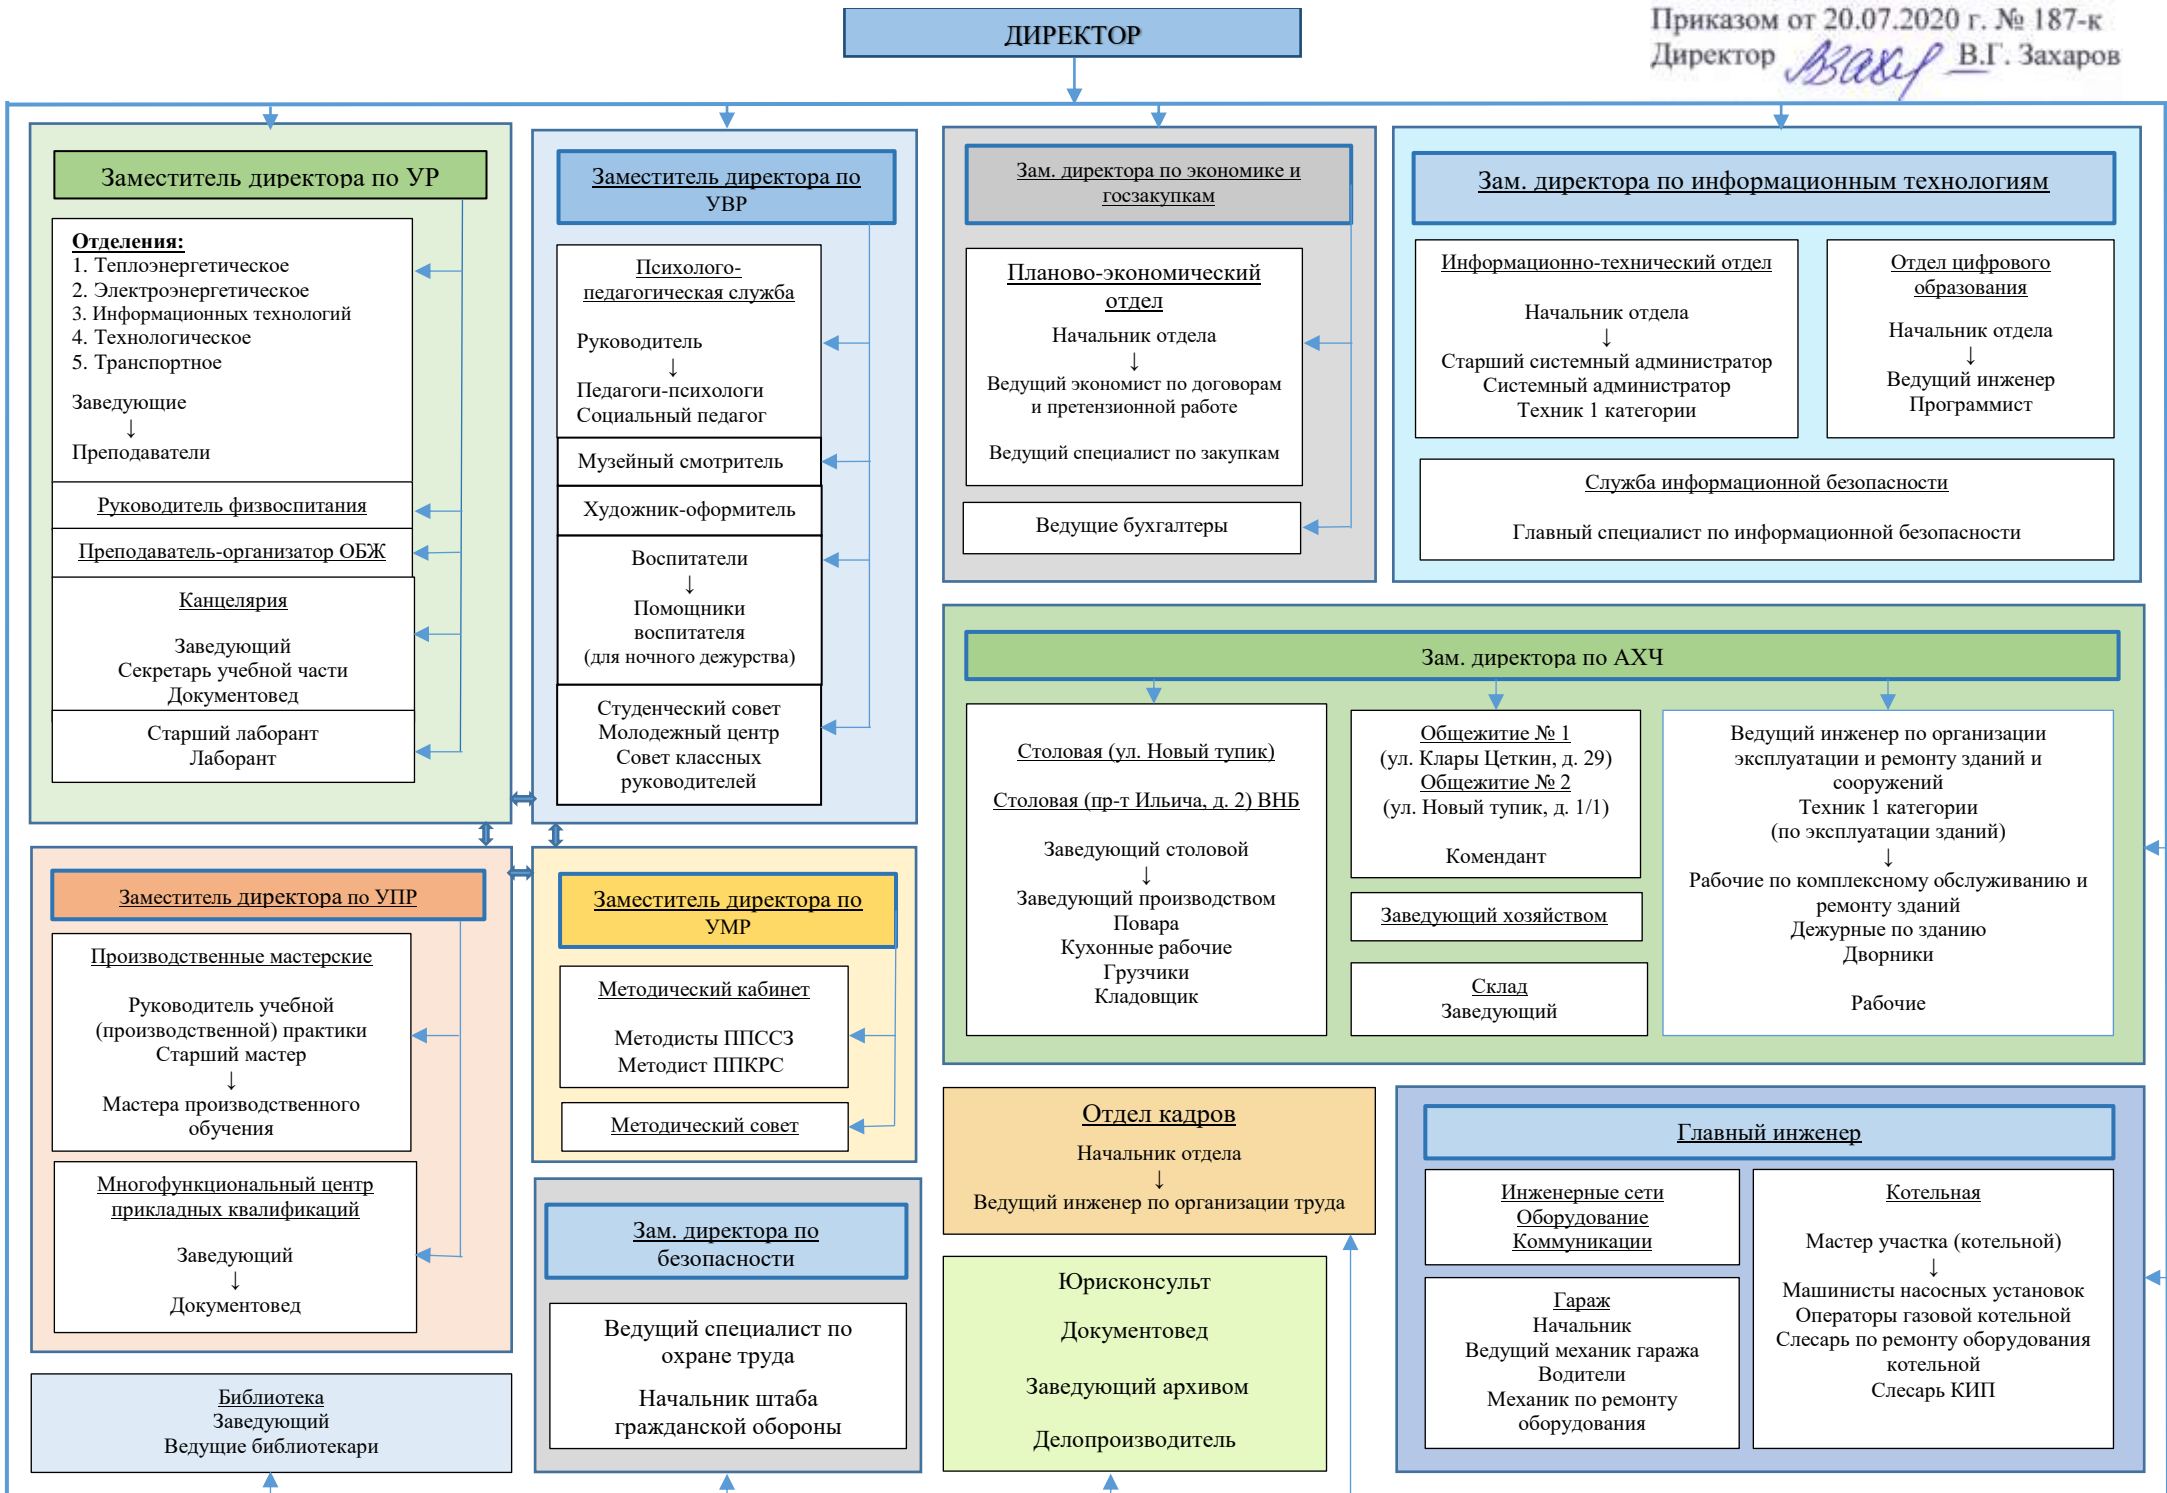 ДИРЕКТОР
Приказом от 20.07.2020 г. № 187-к
Директор В.Г. Захаров
Заместитель директора по УР
Отделения:
1. Теплоэнергетическое
2. Электроэнергетическое
3. Информационных технологий
4. Технологическое
5. Транспортное
Заведующие
↓
Преподаватели
Руководитель физвоспитания
Преподаватель-организатор ОБЖ
Канцелярия
Заведующий
Секретарь учебной части
Документовед
Старший лаборант
Лаборант
Заместитель директора по
УВР
Психолого-
педагогическая служба
Руководитель
↓
Педагоги-психологи
Социальный педагог
Музейный смотритель
Художник-оформитель
Воспитатели
↓
Помощники
воспитателя
(для ночного дежурства)
Студенческий совет
Молодежный центр
Совет классных
руководителей
Зам. директора по экономике и
госзакупкам
Планово-экономический
отдел
Начальник отдела
↓
Ведущий экономист по договорам
и претензионной работе
Ведущий специалист по закупкам
Ведущие бухгалтеры
Зам. директора по информационным технологиям
Информационно-технический отдел
Начальник отдела
↓
Старший системный администратор
Системный администратор
Техник 1 категории
Отдел цифрового
образования
Начальник отдела
↓
Ведущий инженер
Программист
Служба информационной безопасности
Главный специалист по информационной безопасности
Зам. директора по АХЧ
Столовая (ул. Новый тупик)
Столовая (пр-т Ильича, д. 2) ВНБ
Заведующий столовой
↓
Заведующий производством
Повара
Кухонные рабочие
Грузчики
Кладовщик
Общежитие № 1
(ул. Клары Цеткин, д. 29)
Общежитие № 2
(ул. Новый тупик, д. 1/1)
Комендант
Заведующий хозяйством
Склад
Заведующий
Ведущий инженер по организации
эксплуатации и ремонту зданий и
сооружений
Техник 1 категории
(по эксплуатации зданий)
↓
Рабочие по комплексному обслуживанию и
ремонту зданий
Дежурные по зданию
Дворники
Рабочие
Заместитель директора по УПР
Производственные мастерские
Руководитель учебной
(производственной) практики
Старший мастер
↓
Мастера производственного
обучения
Многофункциональный центр
прикладных квалификаций
Заведующий
↓
Документовед
Заместитель директора по
УМР
Методический кабинет
Методисты ППССЗ
Методист ППКРС
Методический совет
Отдел кадров
Начальник отдела
↓
Ведущий инженер по организации труда
Главный инженер
Инженерные сети
Оборудование
Коммуникации
Гараж
Начальник
Ведущий механик гаража
Водители
Механик по ремонту
оборудования
Котельная
Мастер участка (котельной)
↓
Машинисты насосных установок
Операторы газовой котельной
Слесарь по ремонту оборудования
котельной
Слесарь КИП
Зам. директора по
безопасности
Ведущий специалист по
охране труда
Начальник штаба
гражданской обороны
Юрисконсульт
Документовед
Заведующий архивом
Делопроизводитель
Библиотека
Заведующий
Ведущие библиотекари